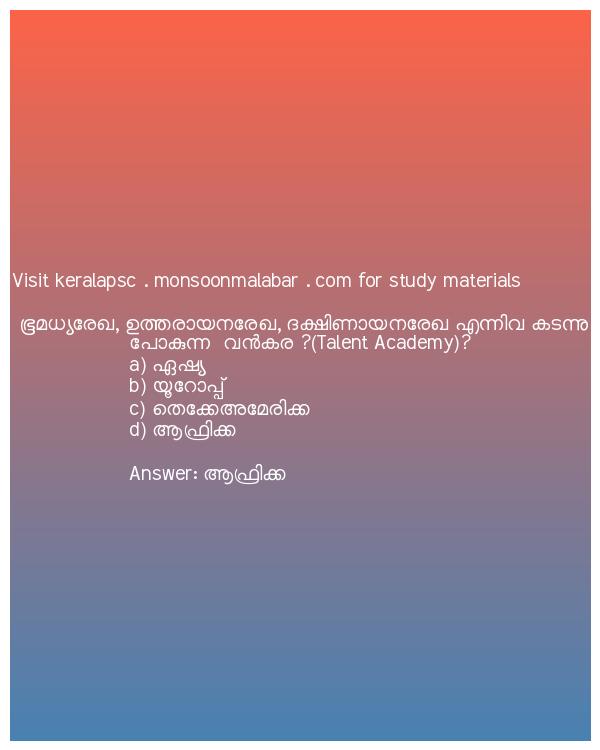 Visit keralapsc . monsoonmalabar . com for study materials
ഭൂമധ്യരേഖ, ഉത്തരായനരേഖ, ദക്ഷിണായനരേഖ എന്നിവ കടന്നു
പോകുന്ന വൻകര ?(Talent Academy)?
a) ഏഷ്യ
b) യൂറോപ്പ്
c) തെക്കേഅമേരിക്ക
d) ആഫ്രിക്ക
Answer: ആഫ്രിക്ക